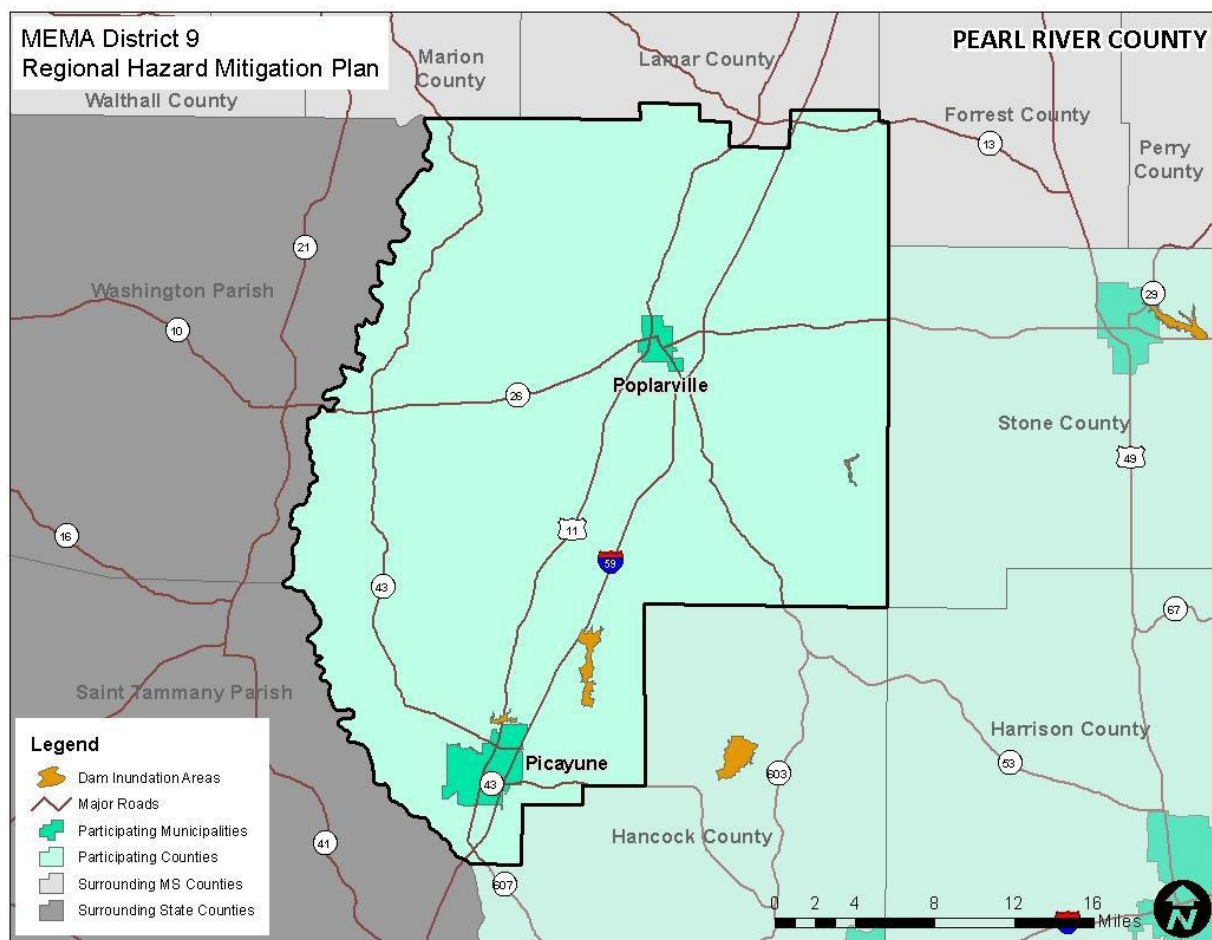 MEMA District 9
Regional Hazard Mitigation Plan
PEARL RIVER COUNTY
Marion
County
Lamar County
Walthall County
Forrest County
13
Perry
County
21
Washington Parish
10
29
Poplarville
26
Stone County
49
16
11
59
43
67
Saint Tammany Parish
Harrison County
Picayune
43
603
53
Hancock County
41
607
Legend
Dam Inundation Areas
Major Roads
Participating Municipalities
Participating Counties
Surrounding MS Counties
Surrounding State Counties
0 2 4 8 12 16
Miles
N